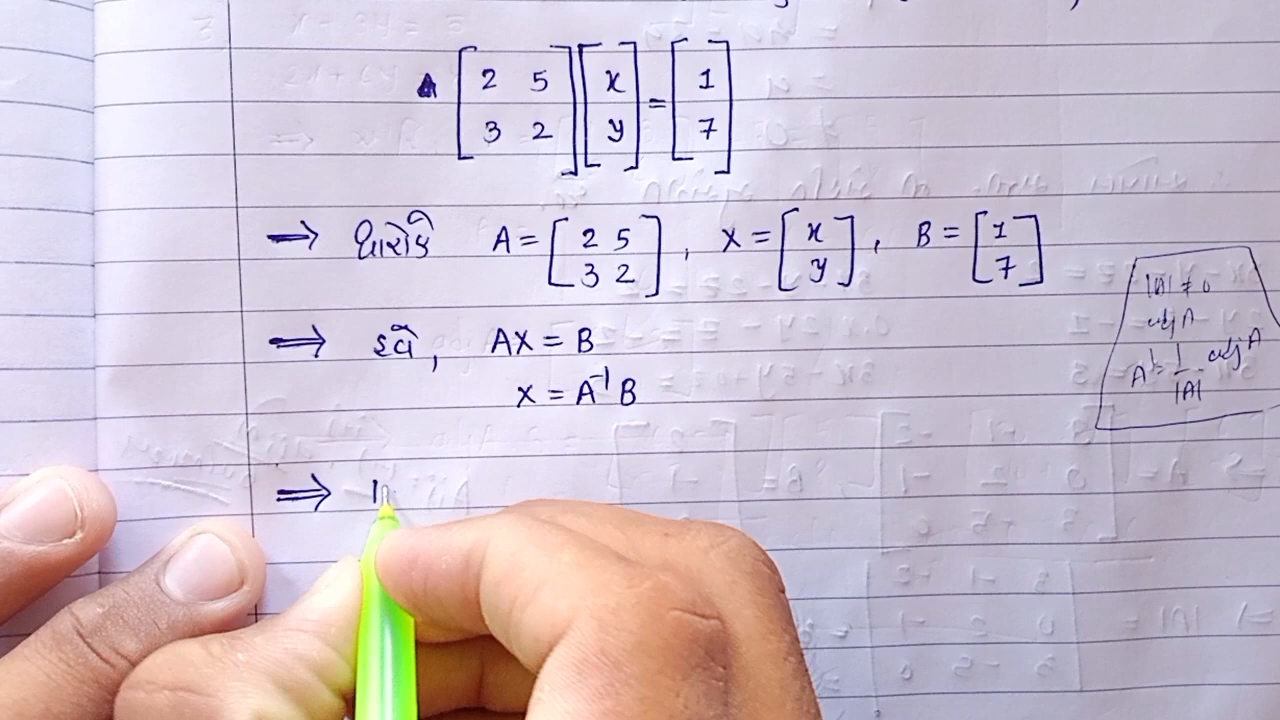 [2 5 3 2] [x y] = [1 7]
⇒ ધારોકે A = [2 5 3 2], X = [x y], B = [1 7]
⇒ હવે, AX = B
X = A⁻¹ B
⇒ |
|A| ≠ 0
adj A
A⁻¹ = 1/|A| adj A